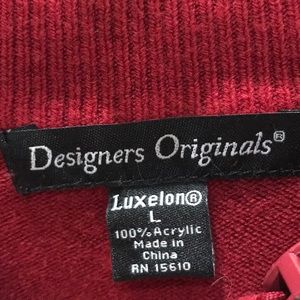 Designers Originals®
Luxelon®
L
100% Acrylic
Made in
China
RN 15610